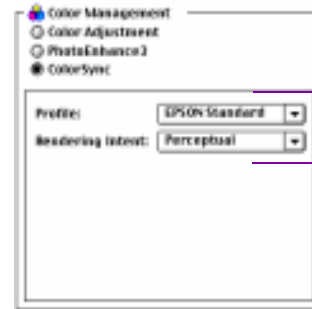 Color Management
Color Adjustment
PhotoEnhance3
ColorSync
Profile: EPSON Standard
Rendering Intent: Perceptual